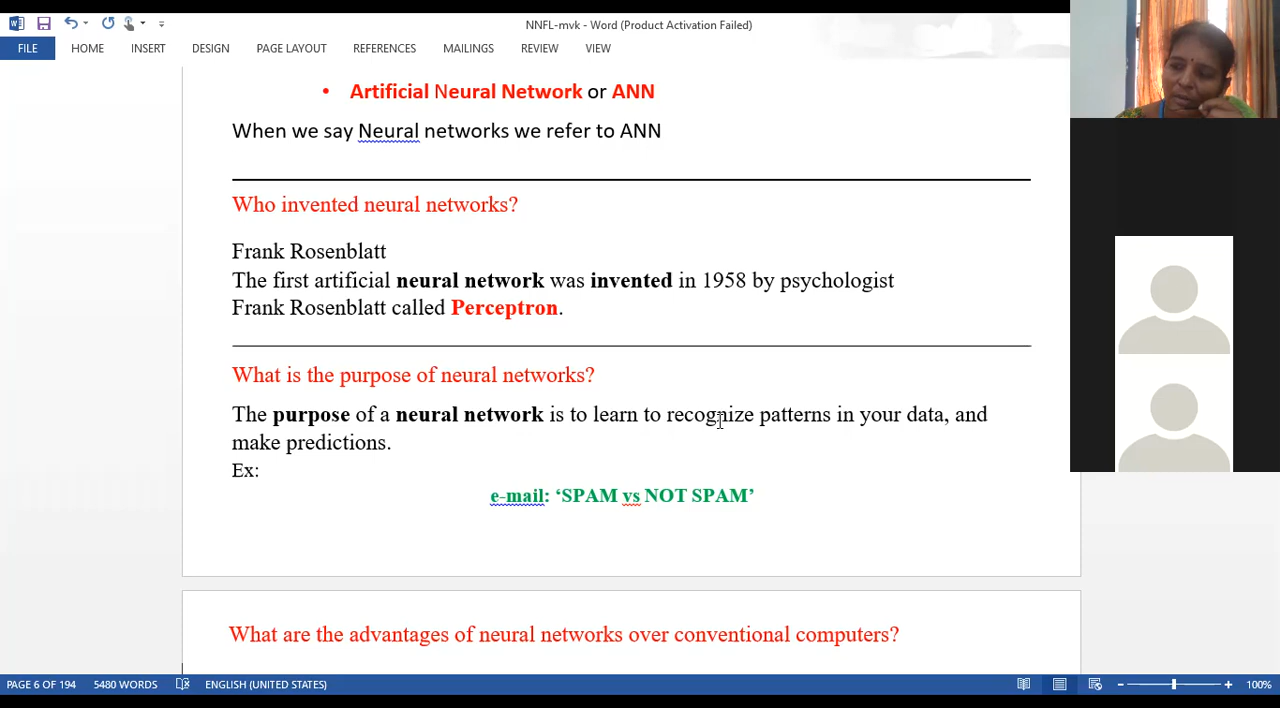 NNFL-mvk - Word (Product Activation Failed)
FILE HOME INSERT DESIGN PAGE LAYOUT REFERENCES MAILINGS REVIEW VIEW
• Artificial Neural Network or ANN
When we say Neural networks we refer to ANN
Who invented neural networks?
Frank Rosenblatt
The first artificial neural network was invented in 1958 by psychologist
Frank Rosenblatt called Perceptron.
What is the purpose of neural networks?
The purpose of a neural network is to learn to recognize patterns in your data, and
make predictions.
Ex:
e-mail: ‘SPAM vs NOT SPAM’
What are the advantages of neural networks over conventional computers?
PAGE 6 OF 194 5480 WORDS ENGLISH (UNITED STATES) 100%